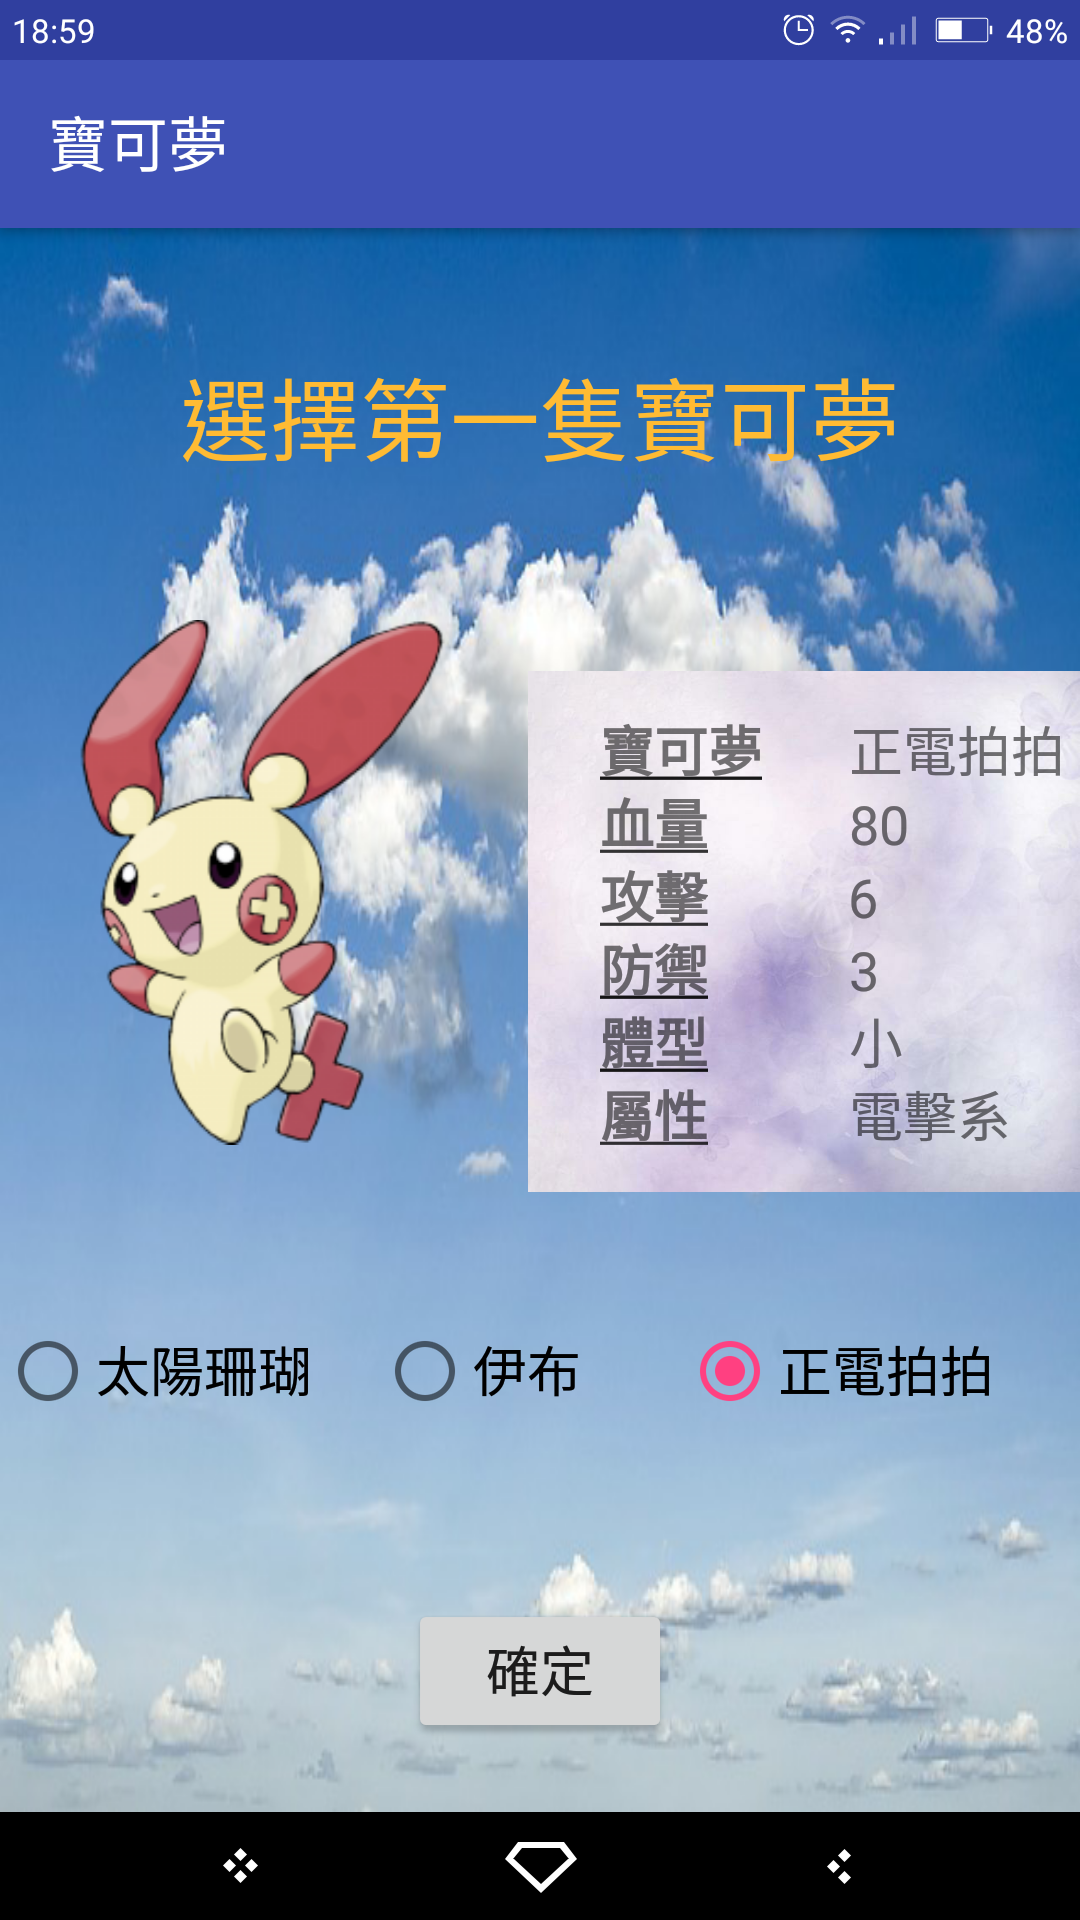 18:59 48%
寶可夢
選擇第一隻寶可夢
寶可夢 正電拍拍
血量 80
攻擊 6
防禦 3
體型 小
屬性 電擊系
太陽珊瑚 伊布 正電拍拍
確定